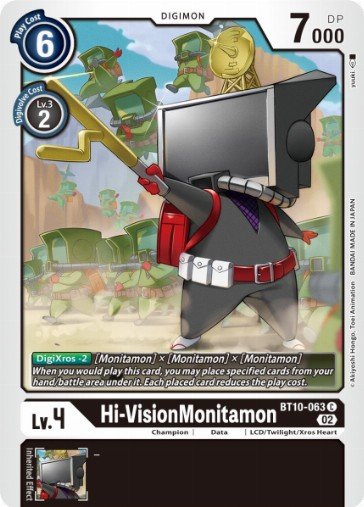 Play Cost
6
DIGIMON
7000
DP
yuuki
Digivolve Cost
Lv.3
2
© Akiyoshi Hongo, Toei Animation BANDAI MADE IN JAPAN
DigiXros -2 [Monitamon] × [Monitamon] × [Monitamon]
When you would play this card, you may place specified cards from your
hand/battle area under it. Each placed card reduces the play cost.
BT10-063 C
Lv.4 Hi-VisionMonitamon 02
Champion Data LCD/Twilight/Xros Heart
Inherited Effect
-